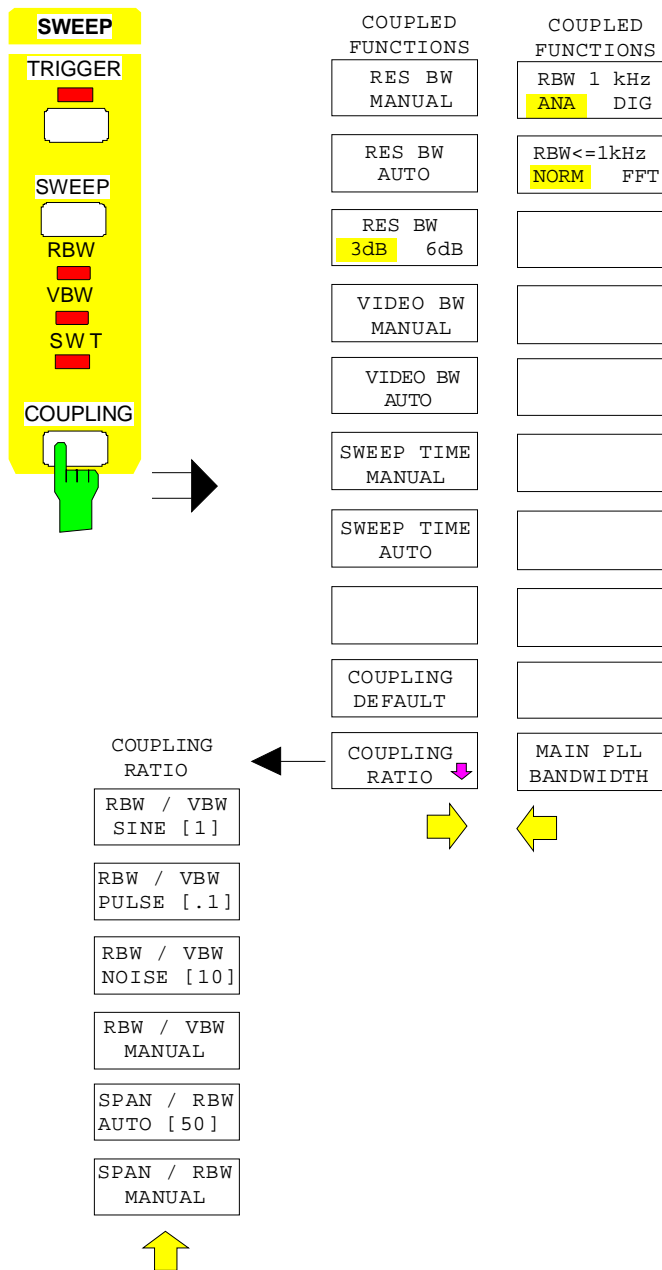 SWEEP
TRIGGER
SWEEP
RBW
VBW
SWT
COUPLING
COUPLED
FUNCTIONS
RES BW
MANUAL
RES BW
AUTO
RES BW
3dB 6dB
VIDEO BW
MANUAL
VIDEO BW
AUTO
SWEEP TIME
MANUAL
SWEEP TIME
AUTO
COUPLING
DEFAULT
COUPLING
RATIO
COUPLED
FUNCTIONS
RBW 1 kHz
ANA DIG
RBW<=1kHz
NORM FFT
MAIN PLL
BANDWIDTH
COUPLING
RATIO
RBW / VBW
SINE [1]
RBW / VBW
PULSE [.1]
RBW / VBW
NOISE [10]
RBW / VBW
MANUAL
SPAN / RBW
AUTO [50]
SPAN / RBW
MANUAL